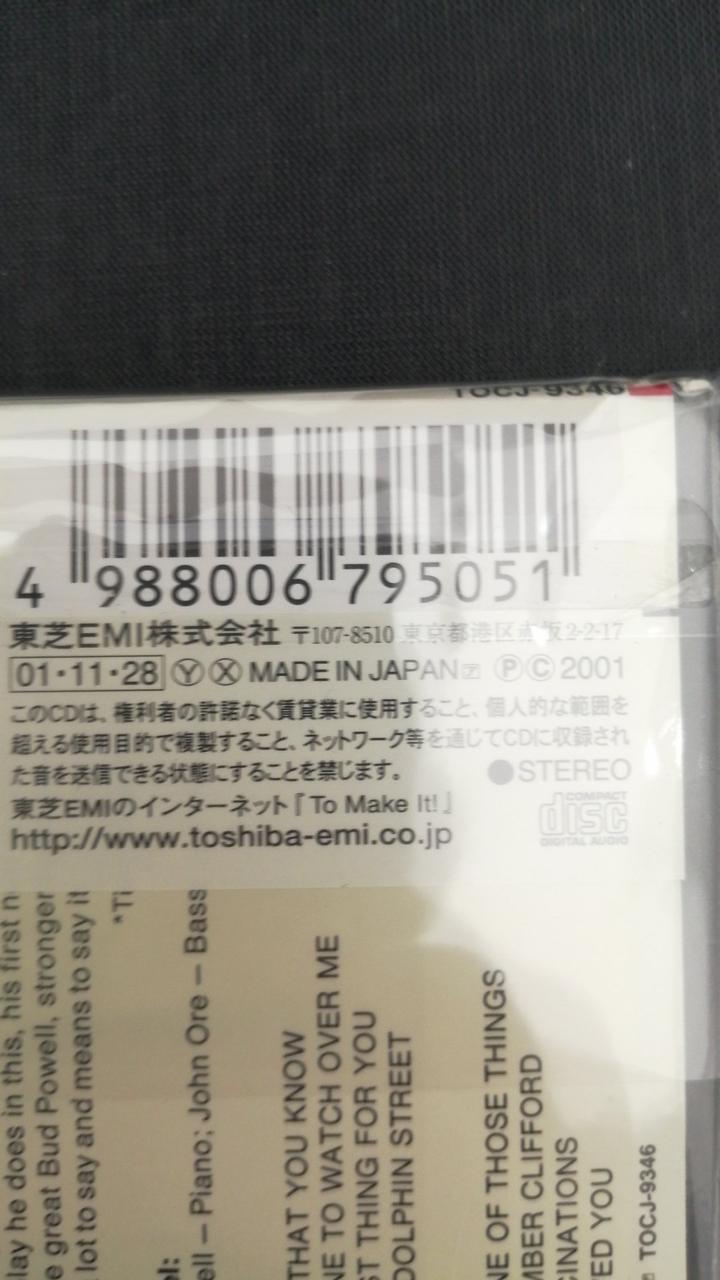 TOCJ-9346
4 988006 795051
東芝EMI株式会社 〒107-8510 東京都港区赤坂2-2-17
01・11・28 Ⓨ Ⓧ MADE IN JAPAN ⓅⒸ 2001
このCDは、権利者の許諾なく賃貸業に使用すること、個人的な範囲を
超える使用目的で複製すること、ネットワーク等を通じてCDに収録され
た音を送信できる状態にすることを禁じます。
●STEREO
東芝EMIのインターネット『To Make It!』
COMPACT
disc
DIGITAL AUDIO
http://www.toshiba-emi.co.jp
lay he does in this, his first n
e great Bud Powell, stronger
lot to say and means to say it
*Ti
ell – Piano; John Ore – Bass
THAT YOU KNOW
NE TO WATCH OVER ME
ST THING FOR YOU
DOLPHIN STREET
NE OF THOSE THINGS
MBER CLIFFORD
GINATIONS
ED YOU
TOCJ-9346